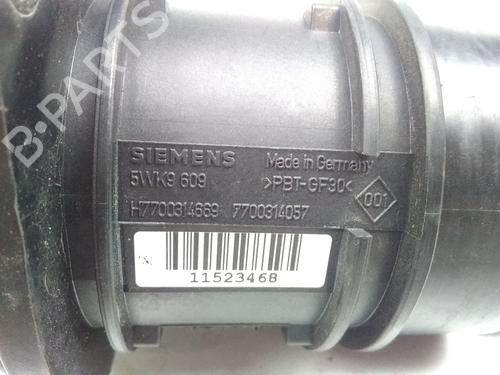 B-PARTS
SIEMENS
Made in Germany
5WK9 609
>PBT-GF30<
001
H7700314669 7700314057
11523468